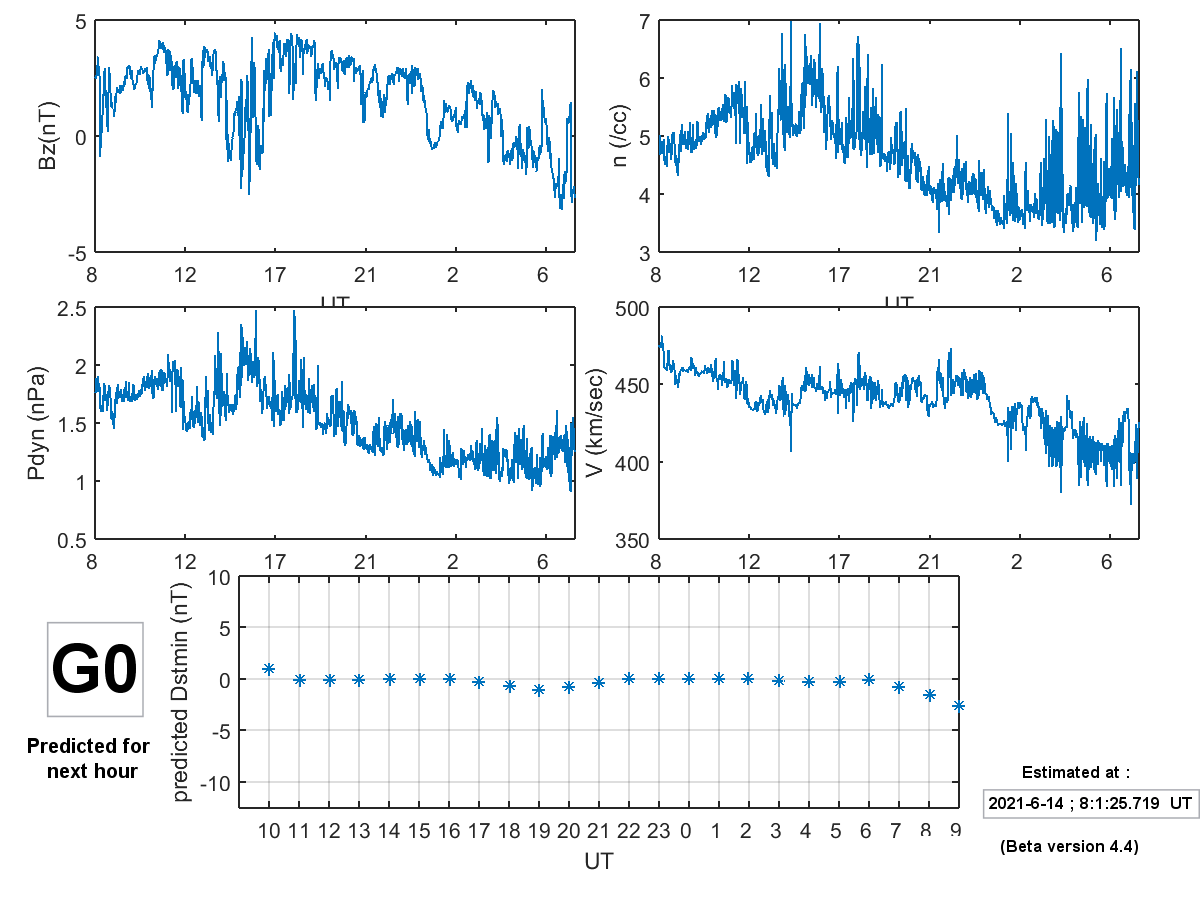 5
0
-5
Bz(nT)
8 12 17 21 2 6
UT
7
6
5
4
3
n (/cc)
8 12 17 21 2 6
UT
2.5
2
1.5
1
0.5
Pdyn (nPa)
8 12 17 21 2 6
500
450
400
350
V (km/sec)
8 12 17 21 2 6
10
5
0
-5
-10
predicted Dstmin (nT)
10 11 12 13 14 15 16 17 18 19 20 21 22 23 0 1 2 3 4 5 6 7 8 9
UT
G0
Predicted for
next hour
Estimated at :
2021-6-14 ; 8:1:25.719 UT
(Beta version 4.4)